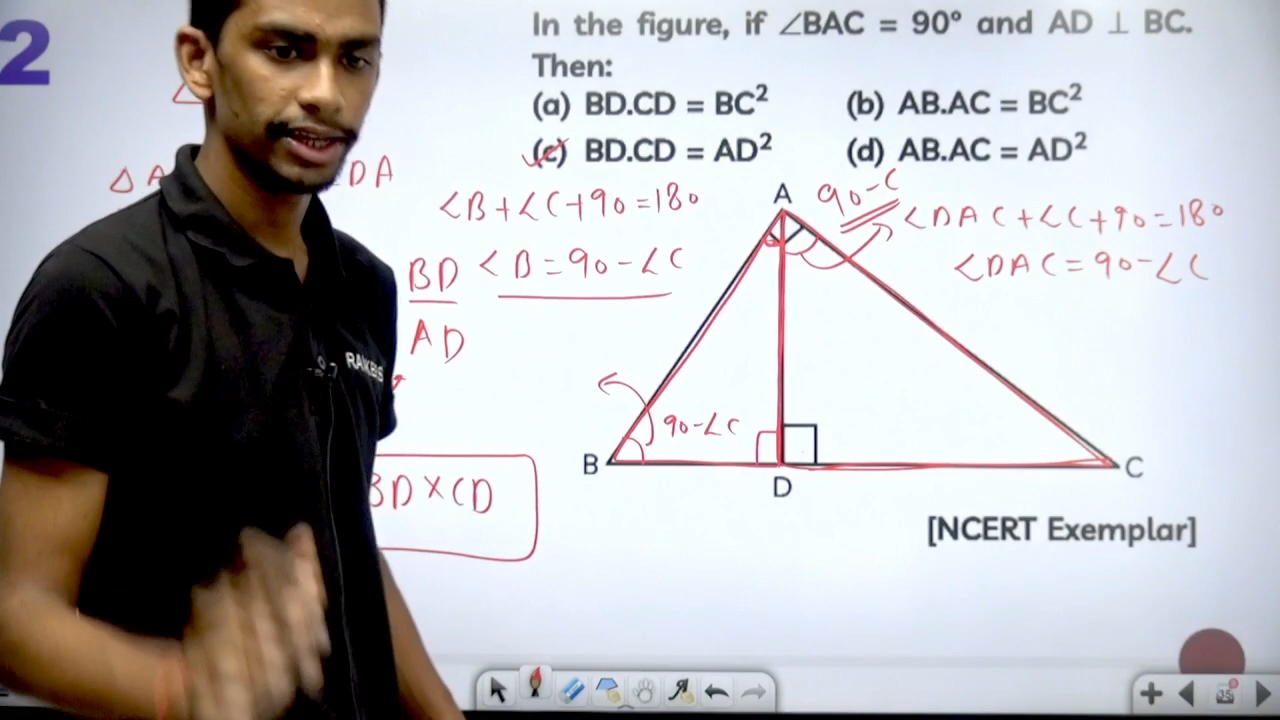 2
In the figure, if ∠BAC = 90° and AD ⊥ BC.
Then:
(a) BD.CD = BC² (b) AB.AC = BC²
(c) BD.CD = AD² (d) AB.AC = AD²
△A DA
∠B+∠C+90=180
BD ∠B=90-∠C
AD
A
90-C
∠DAC+∠C+90=180
∠DAC=90-∠C
90-∠C
B
D
C
BD×CD
[NCERT Exemplar]